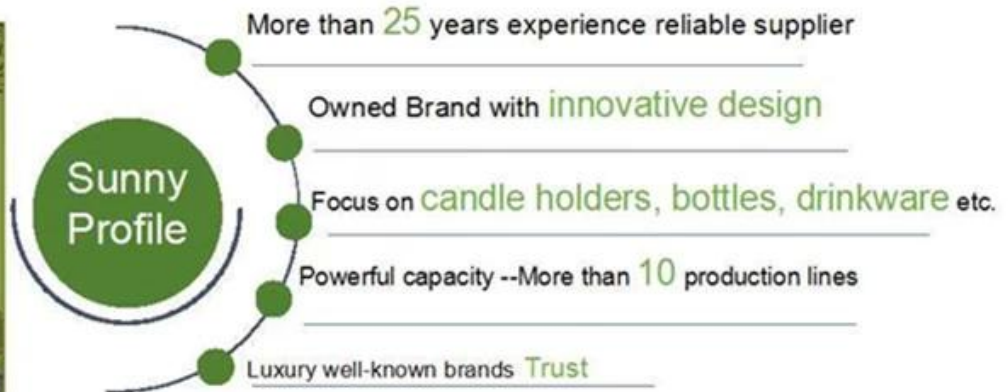 More than 25 years experience reliable supplier
Owned Brand with innovative design
Sunny
Profile
Focus on candle holders, bottles, drinkware etc.
Powerful capacity --More than 10 production lines
Luxury well-known brands Trust